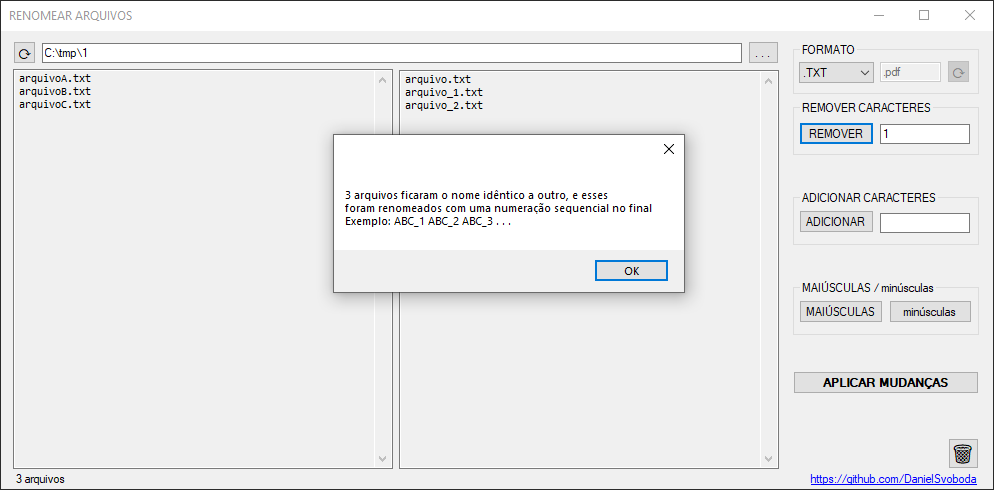 RENOMEAR ARQUIVOS
C:\tmp\1
...
arquivoA.txt
arquivoB.txt
arquivoC.txt
arquivo.txt
arquivo_1.txt
arquivo_2.txt
3 arquivos ficaram o nome idêntico a outro, e esses
foram renomeados com uma numeração sequencial no final
Exemplo: ABC_1 ABC_2 ABC_3 . . .
OK
FORMATO
.TXT
.pdf
REMOVER CARACTERES
REMOVER
1
ADICIONAR CARACTERES
ADICIONAR
MAIÚSCULAS / minúsculas
MAIÚSCULAS
minúsculas
APLICAR MUDANÇAS
3 arquivos
https://github.com/DanielSvoboda